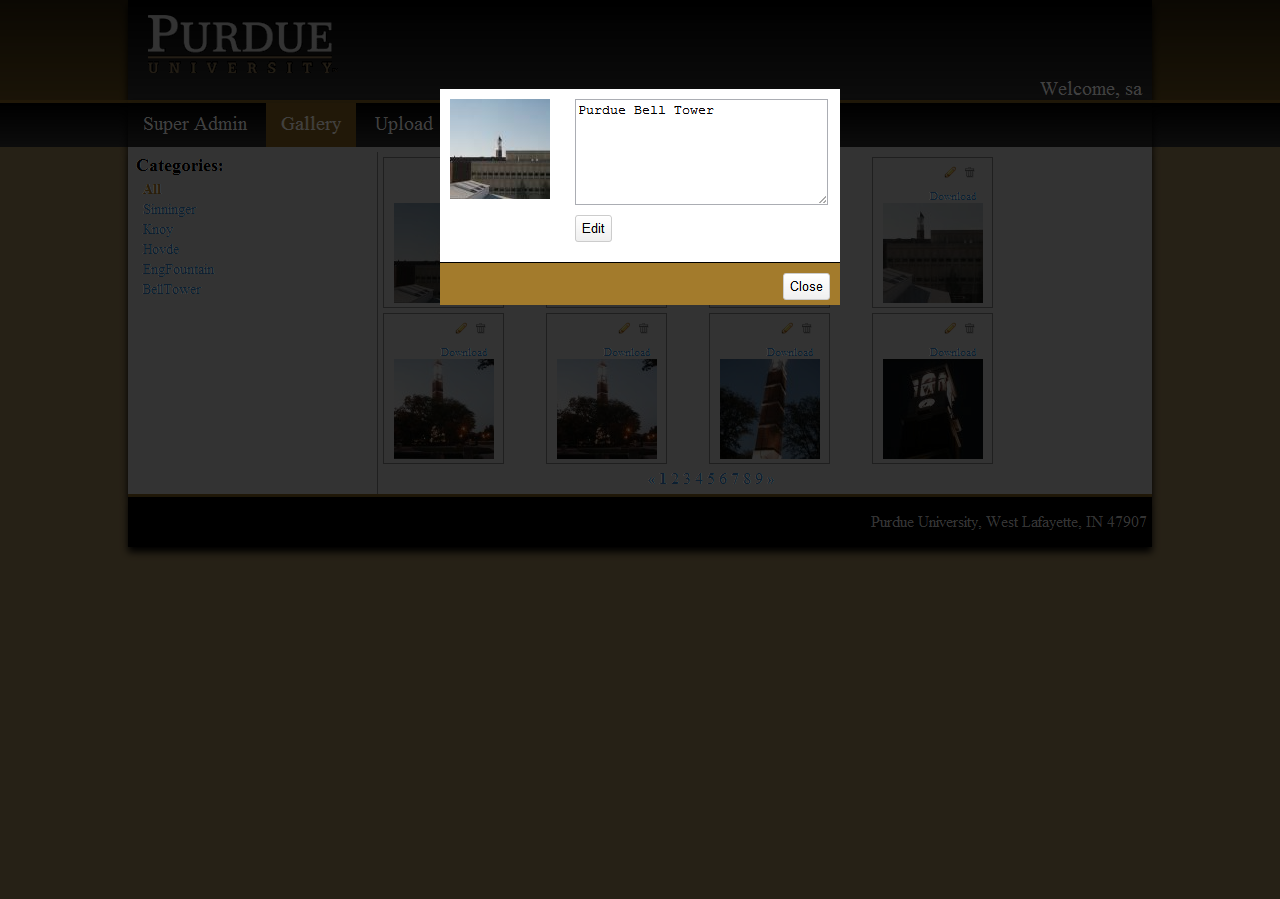 PURDUE
UNIVERSITY
Welcome, sa
Super Admin
Gallery
Upload
Purdue Bell Tower
Edit
Close
Categories:
All
Sinninger
Knoy
Hovde
EngFountain
BellTower
Download
Download
Download
Download
Download
« 1 2 3 4 5 6 7 8 9 »
Purdue University, West Lafayette, IN 47907